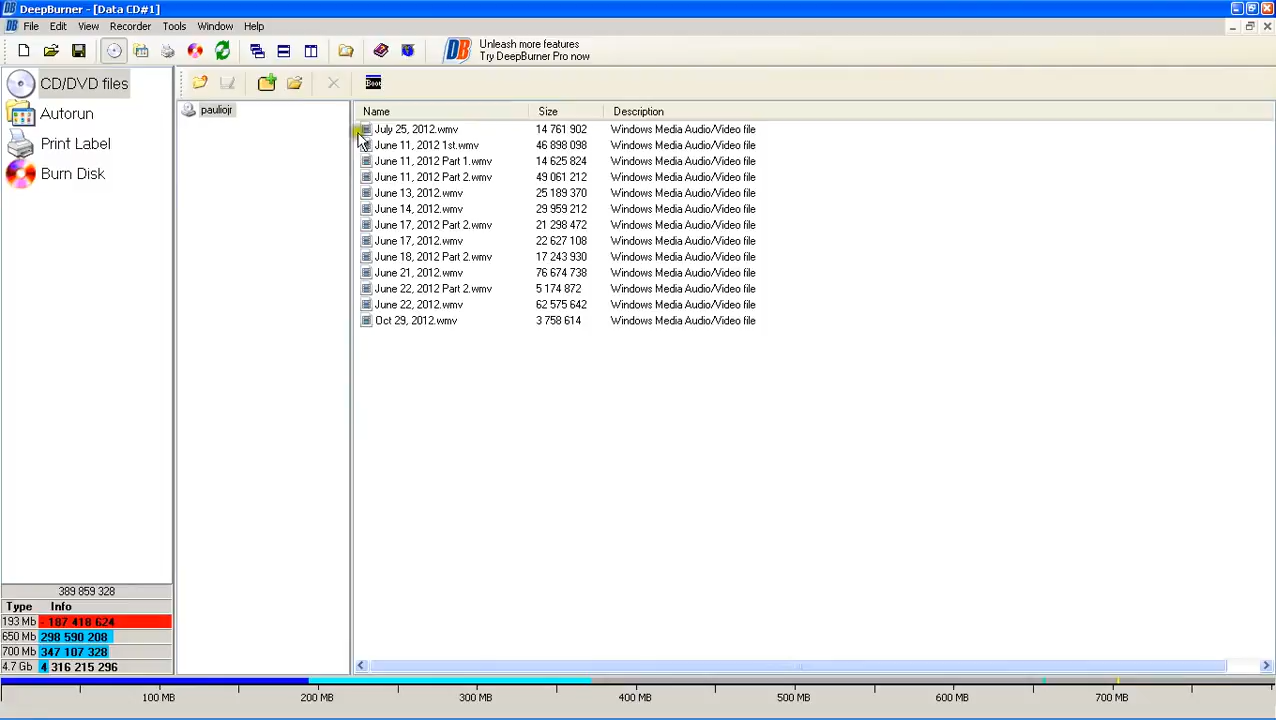 DeepBurner - [Data CD#1]
File Edit View Recorder Tools Window Help
Unleash more features
Try DeepBurner Pro now
CD/DVD files
Autorun
Print Label
Burn Disk
Boot
pauliojr
Name Size Description
July 25, 2012.wmv 14 761 902 Windows Media Audio/Video file
June 11, 2012 1st.wmv 46 898 098 Windows Media Audio/Video file
June 11, 2012 Part 1.wmv 14 625 824 Windows Media Audio/Video file
June 11, 2012 Part 2.wmv 49 061 212 Windows Media Audio/Video file
June 13, 2012.wmv 25 189 370 Windows Media Audio/Video file
June 14, 2012.wmv 29 959 212 Windows Media Audio/Video file
June 17, 2012 Part 2.wmv 21 298 472 Windows Media Audio/Video file
June 17, 2012.wmv 22 627 108 Windows Media Audio/Video file
June 18, 2012 Part 2.wmv 17 243 930 Windows Media Audio/Video file
June 21, 2012.wmv 76 674 738 Windows Media Audio/Video file
June 22, 2012 Part 2.wmv 5 174 872 Windows Media Audio/Video file
June 22, 2012.wmv 62 575 642 Windows Media Audio/Video file
Oct 29, 2012.wmv 3 758 614 Windows Media Audio/Video file
389 859 328
Type Info
193 Mb - 187 418 624
650 Mb 298 590 208
700 Mb 347 107 328
4.7 Gb 4 316 215 296
100 MB 200 MB 300 MB 400 MB 500 MB 600 MB 700 MB